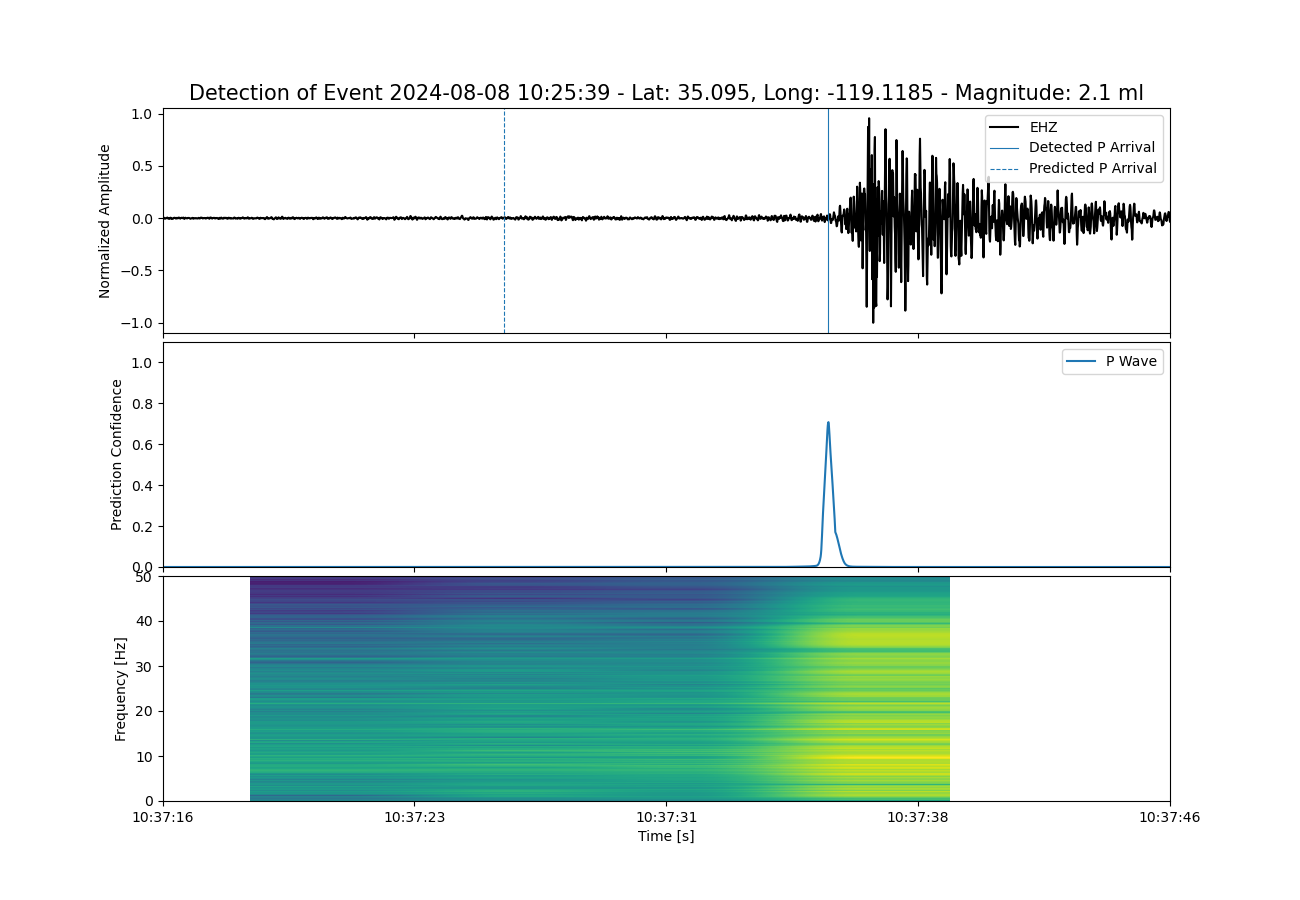 Detection of Event 2024-08-08 10:25:39 - Lat: 35.095, Long: -119.1185 - Magnitude: 2.1 ml
Normalized Amplitude
1.0
0.5
0.0
−0.5
−1.0
EHZ
Detected P Arrival
Predicted P Arrival
Prediction Confidence
1.0
0.8
0.6
0.4
0.2
0.0
P Wave
Frequency [Hz]
50
40
30
20
10
0
10:37:16
10:37:23
10:37:31
10:37:38
10:37:46
Time [s]